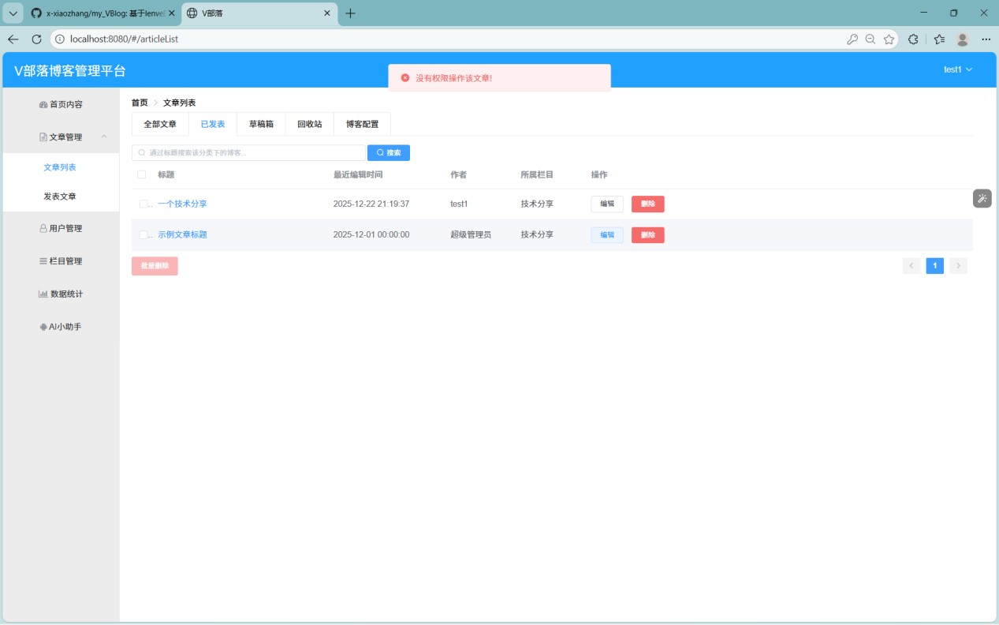 x-xiaozhang/my_VBlog: 基于lenve
V部落
localhost:8080/#/articleList
V部落博客管理平台
没有权限操作该文章!
test1
首页内容
文章管理
文章列表
发表文章
用户管理
栏目管理
数据统计
AI小助手
首页 > 文章列表
全部文章 已发表 草稿箱 回收站 博客配置
通过标题搜索该分类下的博客...
搜索
标题 最近编辑时间 作者 所属栏目 操作
一个技术分享 2025-12-22 21:19:37 test1 技术分享 编辑 删除
示例文章标题 2025-12-01 00:00:00 超级管理员 技术分享 编辑 删除
批量删除
1